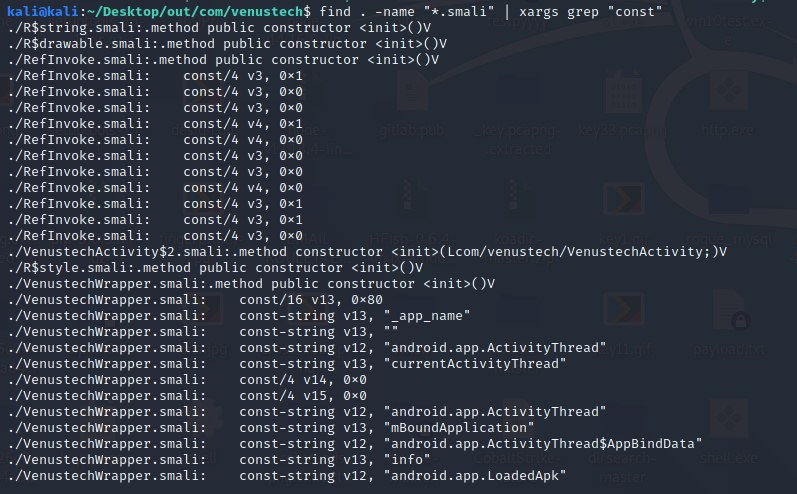 kali@kali:~/Desktop/out/com/venustech$ find . -name "*.smali" | xargs grep "const"
./R$string.smali:.method public constructor <init>()V
./R$drawable.smali:.method public constructor <init>()V
./RefInvoke.smali:.method public constructor <init>()V
./RefInvoke.smali:    const/4 v3, 0×1
./RefInvoke.smali:    const/4 v3, 0×0
./RefInvoke.smali:    const/4 v3, 0×0
./RefInvoke.smali:    const/4 v4, 0×1
./RefInvoke.smali:    const/4 v4, 0×0
./RefInvoke.smali:    const/4 v3, 0×0
./RefInvoke.smali:    const/4 v3, 0×0
./RefInvoke.smali:    const/4 v4, 0×0
./RefInvoke.smali:    const/4 v3, 0×1
./RefInvoke.smali:    const/4 v3, 0×1
./RefInvoke.smali:    const/4 v3, 0×0
./VenustechActivity$2.smali:.method constructor <init>(Lcom/venustech/VenustechActivity;)V
./R$style.smali:.method public constructor <init>()V
./VenustechWrapper.smali:.method public constructor <init>()V
./VenustechWrapper.smali:    const/16 v13, 0×80
./VenustechWrapper.smali:    const-string v13, "_app_name"
./VenustechWrapper.smali:    const-string v13, ""
./VenustechWrapper.smali:    const-string v12, "android.app.ActivityThread"
./VenustechWrapper.smali:    const-string v13, "currentActivityThread"
./VenustechWrapper.smali:    const/4 v14, 0×0
./VenustechWrapper.smali:    const/4 v15, 0×0
./VenustechWrapper.smali:    const-string v12, "android.app.ActivityThread"
./VenustechWrapper.smali:    const-string v13, "mBoundApplication"
./VenustechWrapper.smali:    const-string v12, "android.app.ActivityThread$AppBindData"
./VenustechWrapper.smali:    const-string v13, "info"
./VenustechWrapper.smali:    const-string v12, "android.app.LoadedApk"